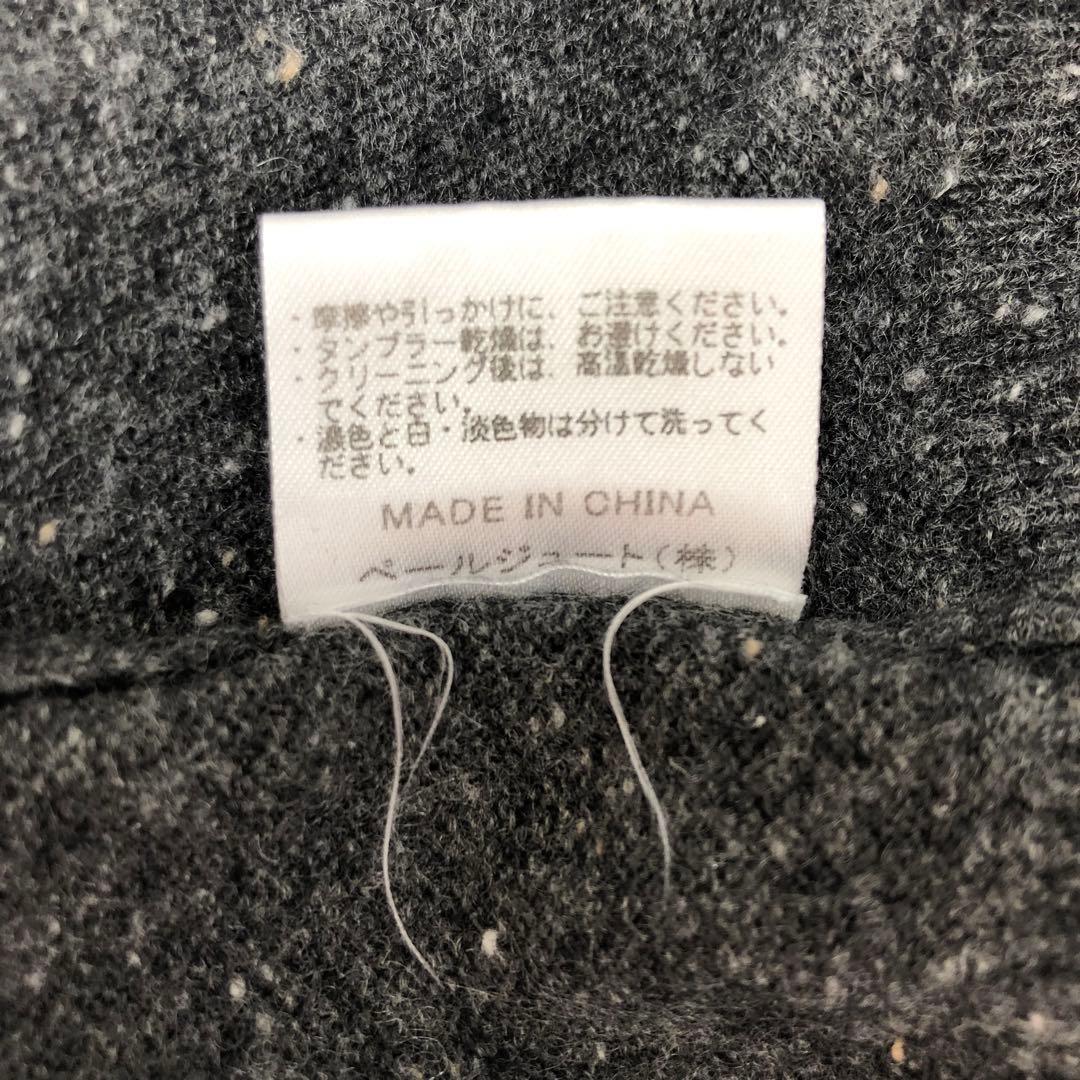 ・摩擦や引っかけに、ご注意ください。
・タンブラー乾燥は、お避けください。
・クリーニング後は、高温乾燥しない
でください。
・濃色と白・淡色物は分けて洗ってく
ださい。
MADE IN CHINA
ペールジュート(株)